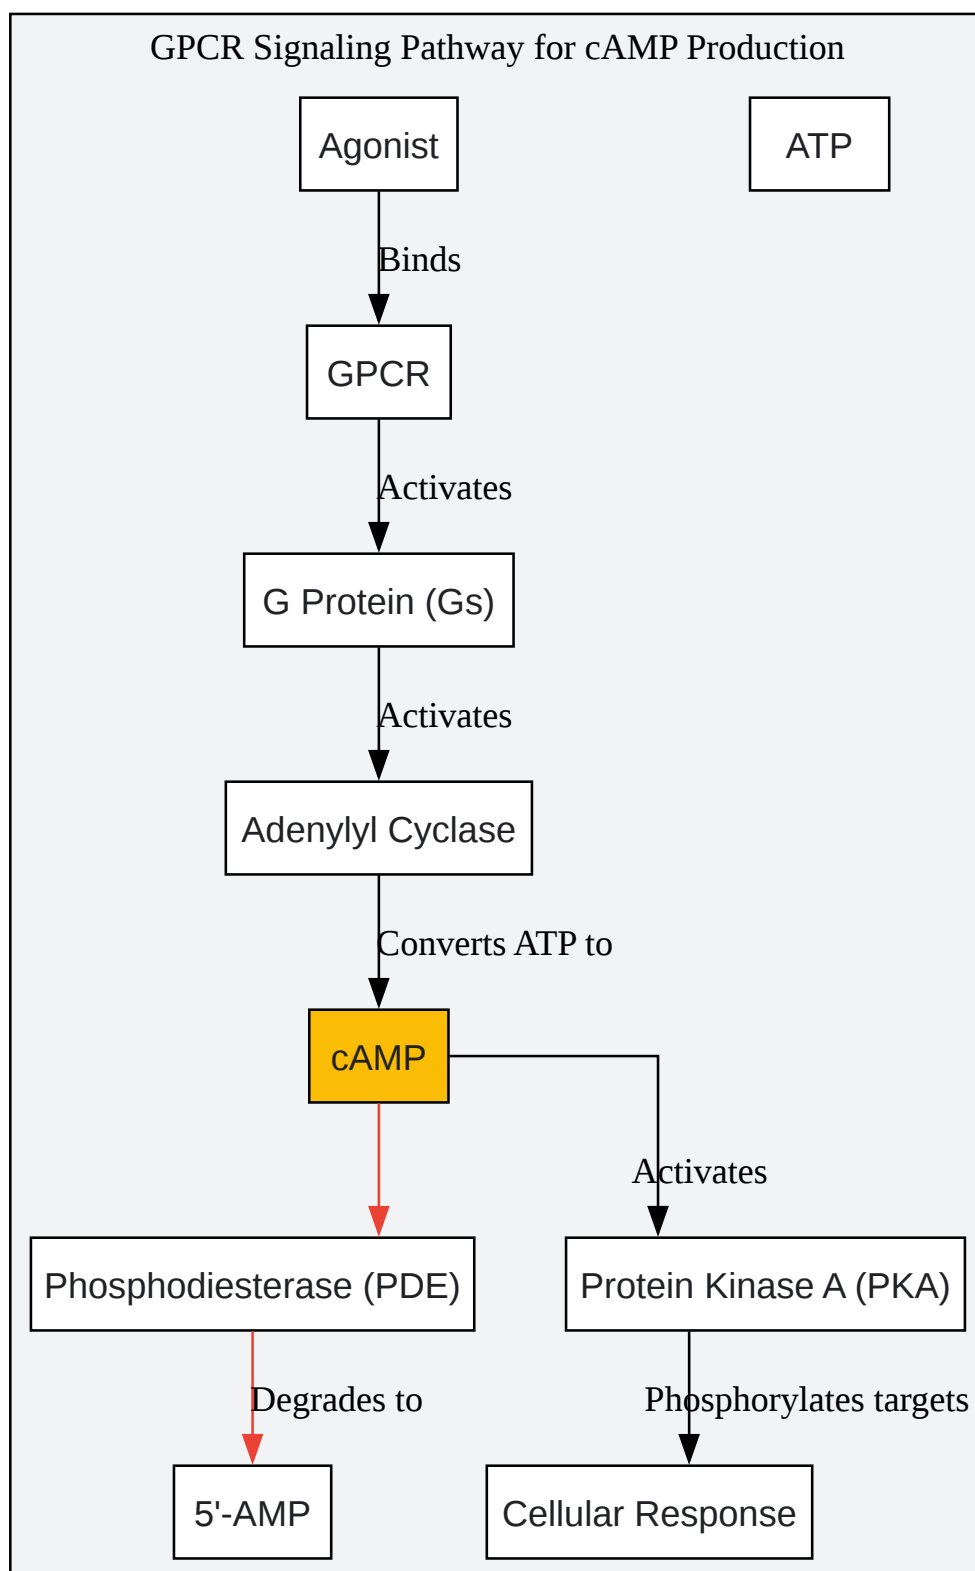 GPCR Signaling Pathway for cAMP Production
Agonist
ATP
Binds
GPCR
Activates
G Protein (Gs)
Activates
Adenylyl Cyclase
Converts ATP to
cAMP
Activates
Phosphodiesterase (PDE)
Protein Kinase A (PKA)
Degrades to
Phosphorylates targets
5'-AMP
Cellular Response